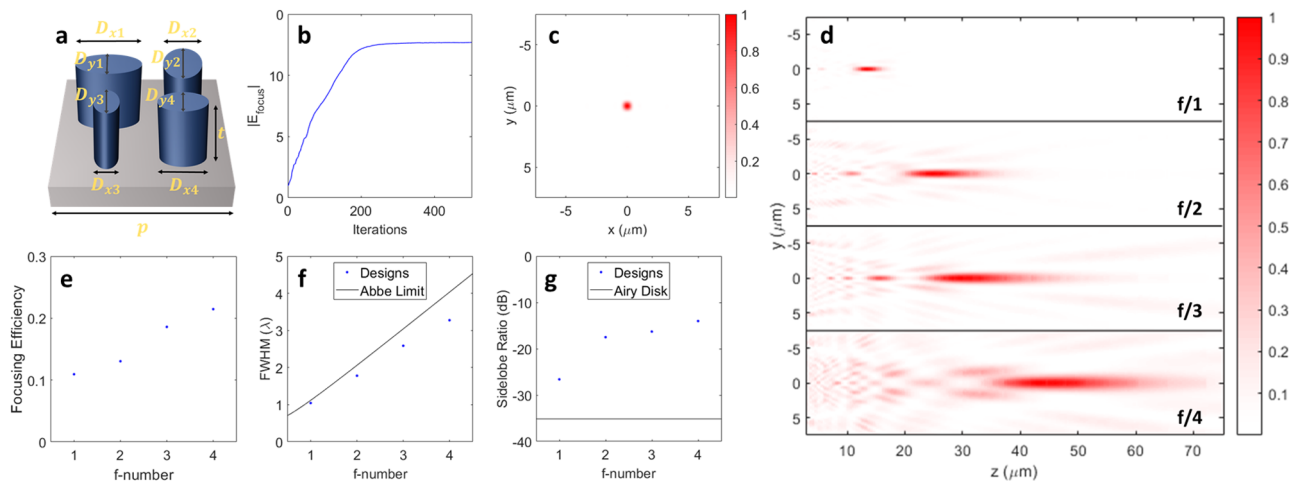 a
D_x1
D_x2
D_y1
D_y2
D_y3
D_y4
t
D_x3
D_x4
p
b
0
5
10
0
|E_focus|
0
200
400
Iterations
c
-5
0
5
y (μm)
-5
0
5
x (μm)
1
0.8
0.6
0.4
0.2
d
-5
0
5
f/1
-5
0
5
f/2
-5
0
5
f/3
-5
0
5
f/4
y (μm)
10
20
30
40
50
60
70
z (μm)
1
0.9
0.8
0.7
0.6
0.5
0.4
0.3
0.2
0.1
e
0.3
0.2
0.1
0
Focusing Efficiency
1
2
3
4
f-number
f
Designs
Abbe Limit
5
4
3
2
1
0
FWHM (λ)
1
2
3
4
f-number
g
Designs
Airy Disk
0
-10
-20
-30
-40
Sidelobe Ratio (dB)
1
2
3
4
f-number